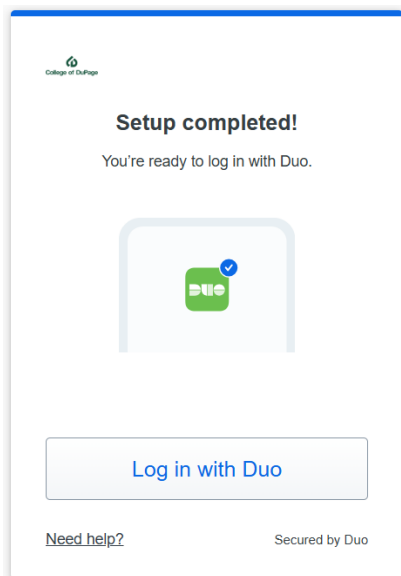 College of DuPage
Setup completed!
You're ready to log in with Duo.
DUO
Log in with Duo
Need help?
Secured by Duo